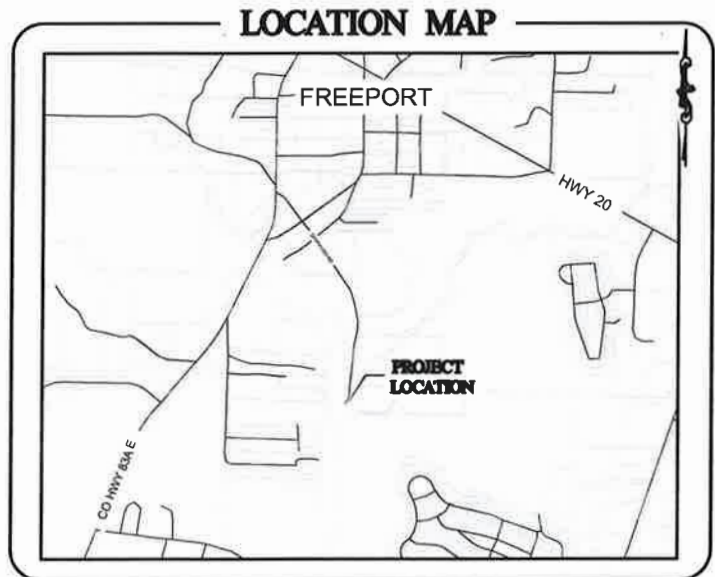 LOCATION MAP
FREEPORT
HWY 20
PROJECT
LOCATION
CO HWY 83A E